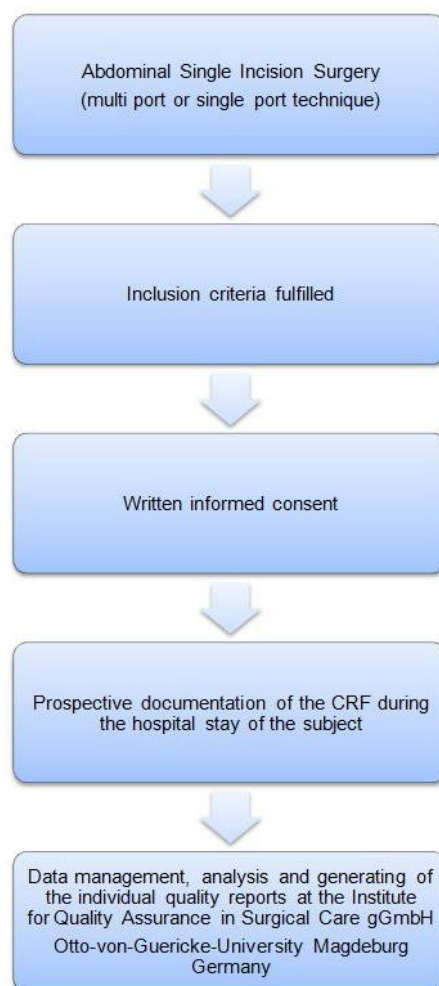 Abdominal Single Incision Surgery
(multi port or single port technique)
Inclusion criteria fulfilled
Written informed consent
Prospective documentation of the CRF during
the hospital stay of the subject
Data management, analysis and generating of
the individual quality reports at the Institute
for Quality Assurance in Surgical Care gGmbH
Otto-von-Guericke-University Magdeburg
Germany